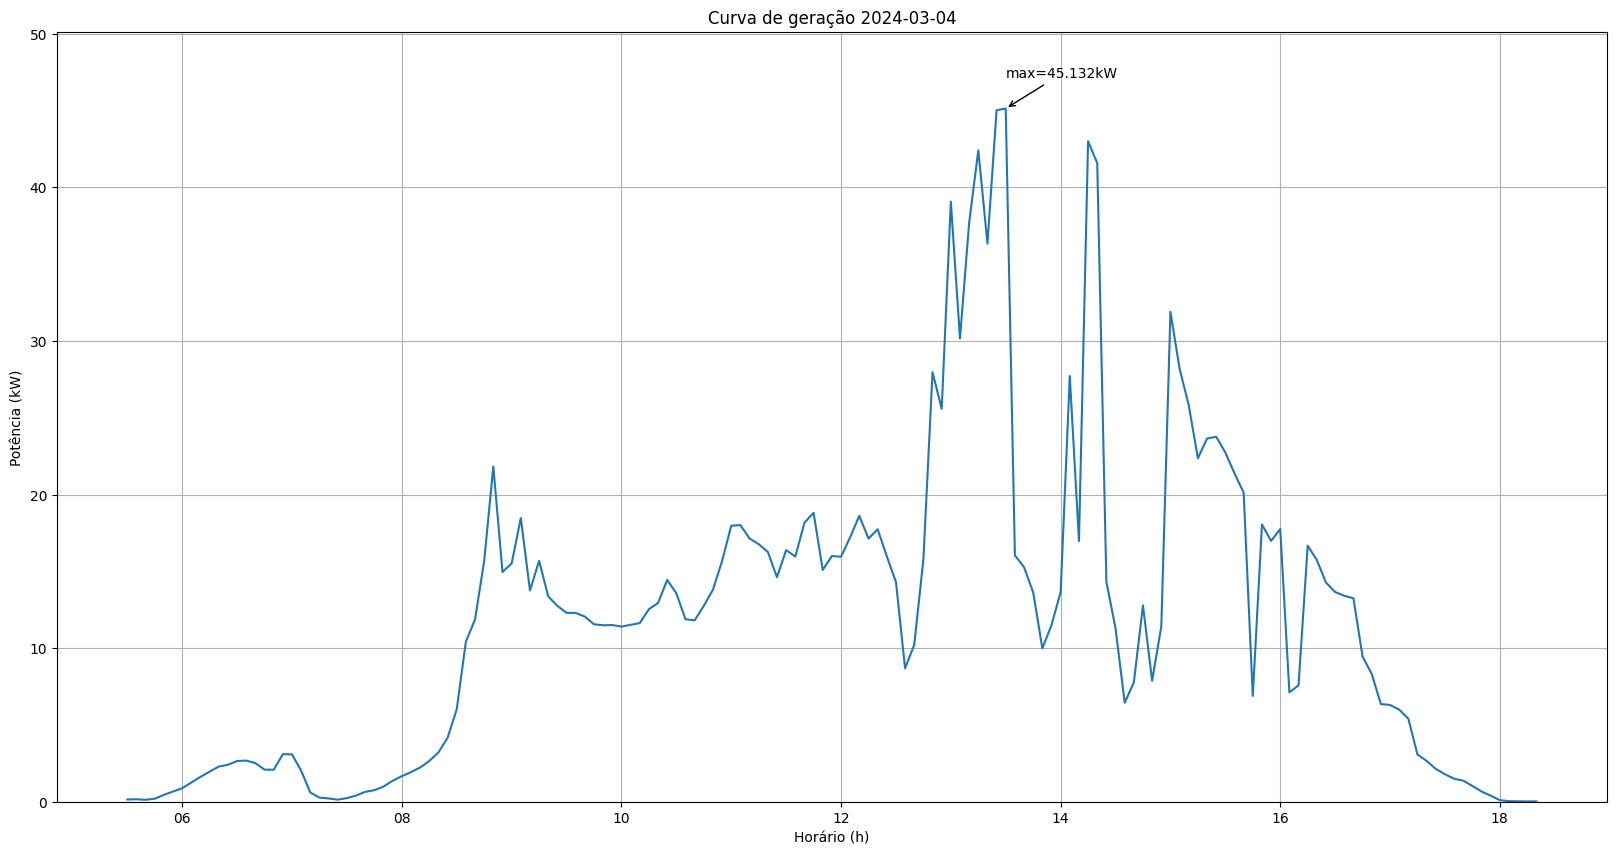 Curva de geração 2024-03-04
50
max=45.132kW
40
30
Potência (kW)
20
10
0
06 08 10 12 14 16 18
Horário (h)